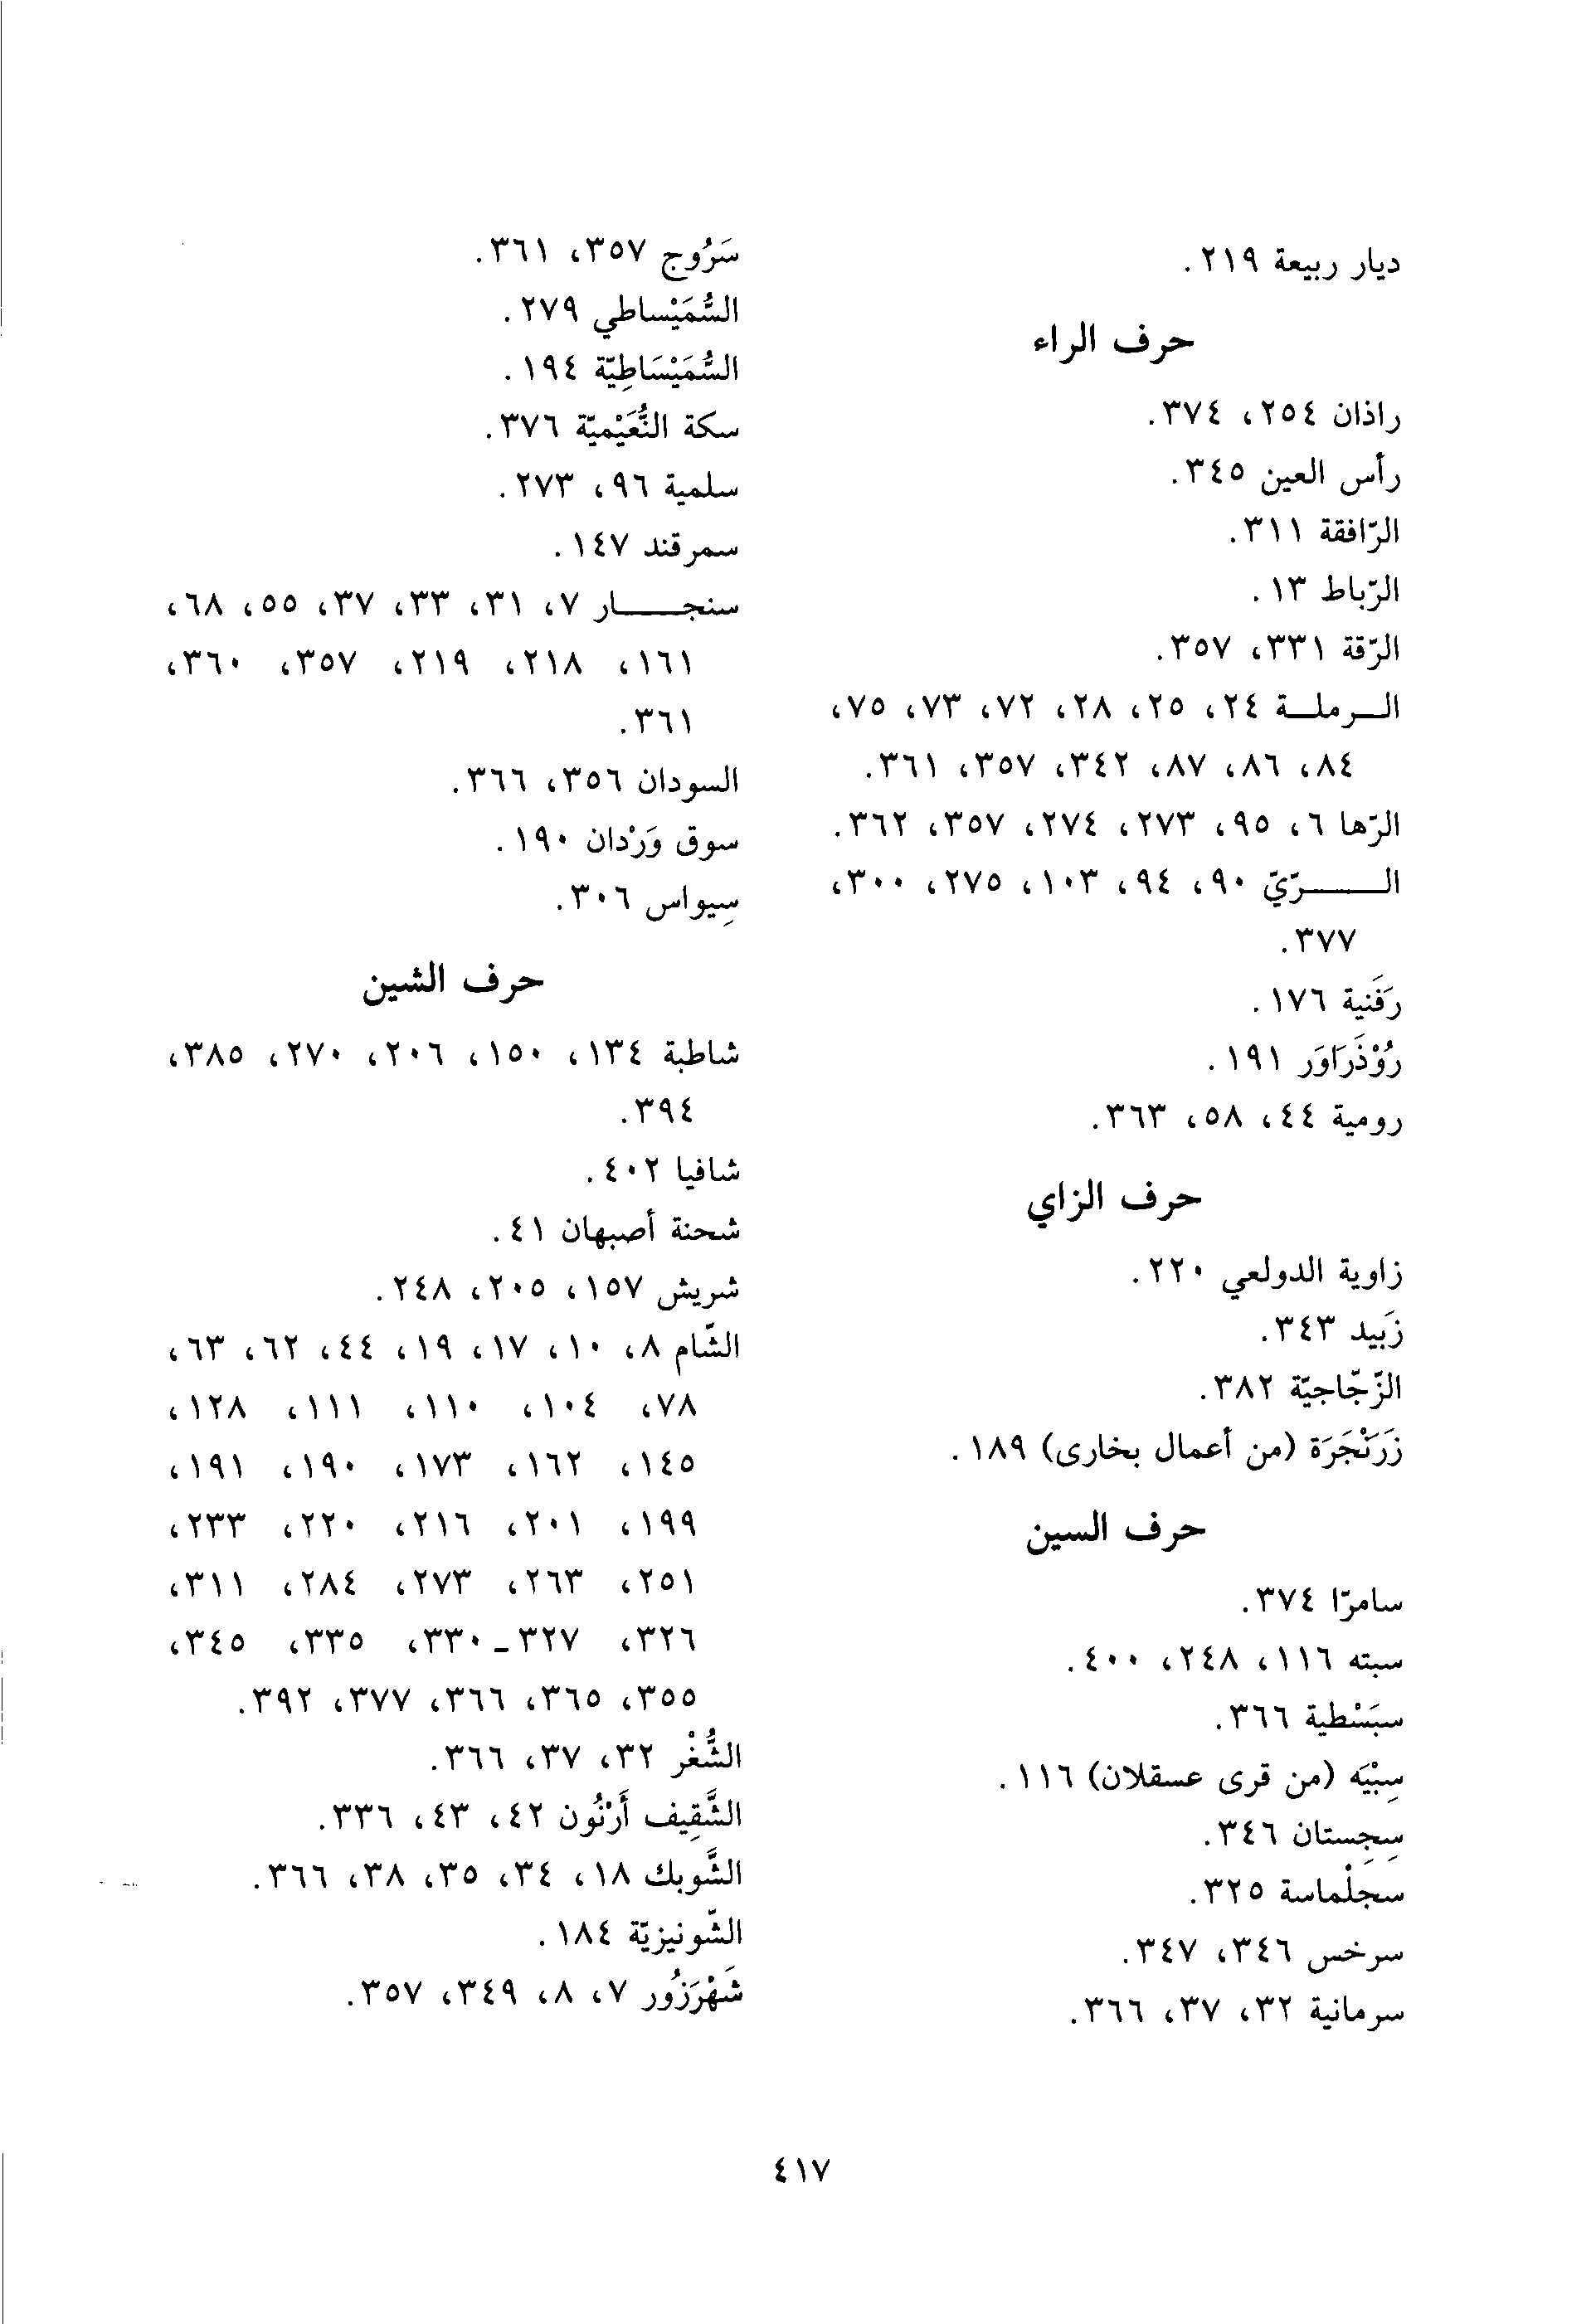 ديار ربيعة ٢١٩.
حرف الراء
راذان ٢٥٤، ٣٧٤.
رأس العين ٣٤٥.
الرّافقة ٣١١.
الرّباط ١٣.
الرّقة ٣٣١، ٣٥٧.
الـرملـة ٢٤، ٢٥، ٢٨، ٧٢، ٧٣، ٧٥،
٨٤، ٨٦، ٨٧، ٣٤٢، ٣٥٧، ٣٦١.
الرّها ٦، ٩٥، ٢٧٣، ٢٧٤، ٣٥٧، ٣٦٢.
الـــرّيّ ٩٠، ٩٤، ١٠٣، ٢٧٥، ٣٠٠،
٣٧٧.
رَفَنية ١٧٦.
رُوْذَرَاوَر ١٩١.
رومية ٤٤، ٥٨، ٣٦٣.
حرف الزاي
زاوية الدولعي ٢٢٠.
زَبيد ٣٤٣.
الزّجّاجيّة ٣٨٢.
زَرَنْجَرَة (من أعمال بخارى) ١٨٩.
حرف السين
سامرّا ٣٧٤.
سبته ١١٦، ٢٤٨، ٤٠٠.
سبَسْطية ٣٦٦.
سِبْيَه (من قرى عسقلان) ١١٦.
سِجِستان ٣٤٦.
سجلْماسة ٣٢٥.
سرخس ٣٤٦، ٣٤٧.
سرمانية ٣٢، ٣٧، ٣٦٦.
سَرُوج ٣٥٧، ٣٦١.
السُّمَيْساطي ٢٧٩.
السُّمَيْسَاطِيّة ١٩٤.
سكة النُّعَيْميّة ٣٧٦.
سلمية ٩٦، ٢٧٣.
سمرقند ١٤٧.
سنجـــار ٧، ٣١، ٣٣، ٣٧، ٥٥، ٦٨،
١٦١، ٢١٨، ٢١٩، ٣٥٧، ٣٦٠،
٣٦١.
السودان ٣٥٦، ٣٦٦.
سوق وَرْدان ١٩٠.
سِيواس ٣٠٦.
حرف الشين
شاطبة ١٣٤، ١٥٠، ٢٠٦، ٢٧٠، ٣٨٥،
٣٩٤.
شافيا ٤٠٢.
شحنة أصبهان ٤١.
شريش ١٥٧، ٢٠٥، ٢٤٨.
الشّام ٨، ١٠، ١٧، ١٩، ٤٤، ٦٢، ٦٣،
٧٨، ١٠٤، ١١٠، ١١١، ١٢٨،
١٤٥، ١٦٢، ١٧٣، ١٩٠، ١٩١،
١٩٩، ٢٠١، ٢١٦، ٢٢٠، ٢٣٣،
٢٥١، ٢٦٣، ٢٧٣، ٢٨٤، ٣١١،
٣٢٦، ٣٢٧ـ٣٣٠، ٣٣٥، ٣٤٥،
٣٥٥، ٣٦٥، ٣٦٦، ٣٧٧، ٣٩٢.
الشُّغْر ٣٢، ٣٧، ٣٦٦.
الشَّقِيف أَرْنُون ٤٢، ٤٣، ٣٣٦.
الشَّوبك ١٨، ٣٤، ٣٥، ٣٨، ٣٦٦.
الشّونيزيّة ١٨٤.
شَهْرَزُور ٧، ٨، ٣٤٩، ٣٥٧.
٤١٧